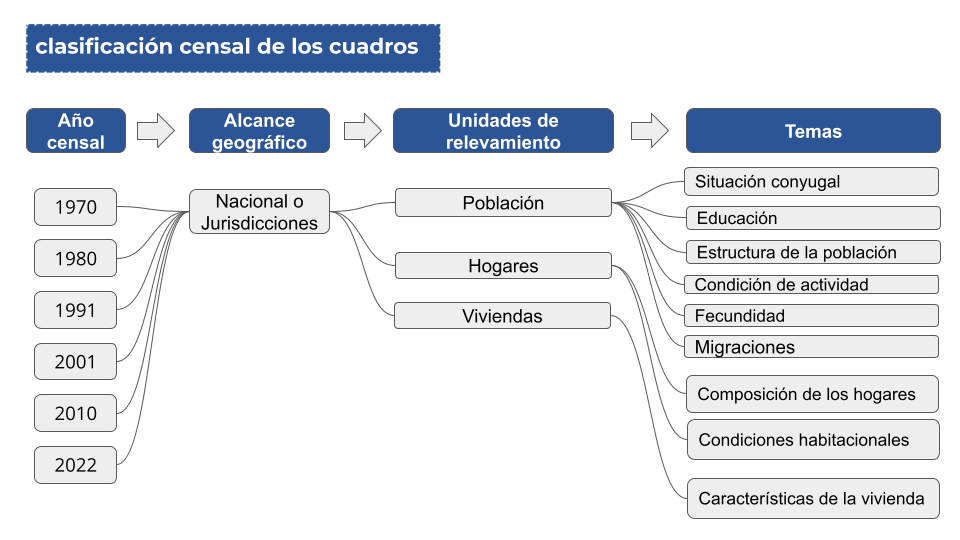 clasificación censal de los cuadros
Año
censal
Alcance
geográfico
Unidades de
relevamiento
Temas
1970
1980
1991
2001
2010
2022
Nacional o
Jurisdicciones
Población
Hogares
Viviendas
Situación conyugal
Educación
Estructura de la población
Condición de actividad
Fecundidad
Migraciones
Composición de los hogares
Condiciones habitacionales
Características de la vivienda